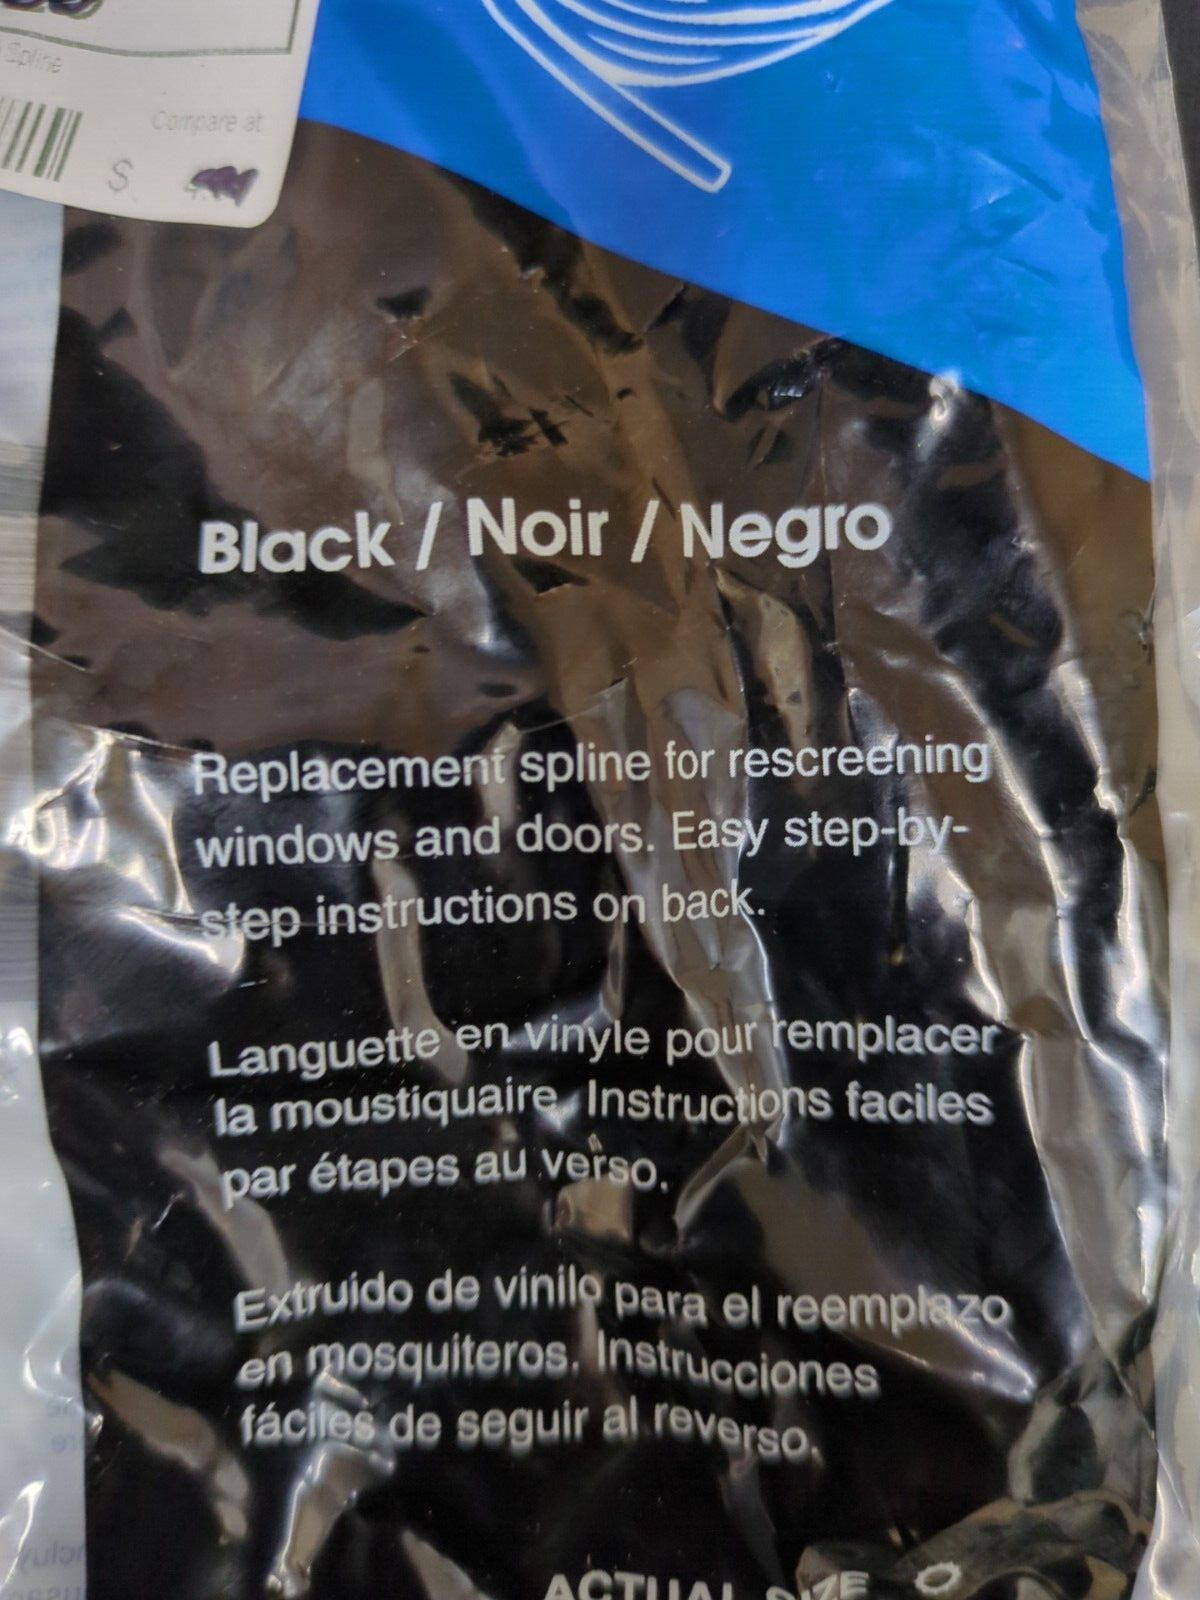 Spline
Compare at
$
Black / Noir / Negro
Replacement spline for rescreening
windows and doors. Easy step-by-
step instructions on back.
Languette en vinyle pour remplacer
la moustiquaire. Instructions faciles
par étapes au verso.
Extruido de vinilo para el reemplazo
en mosquiteros. Instrucciones
fáciles de seguir al reverso.
ACTUAL SIZE